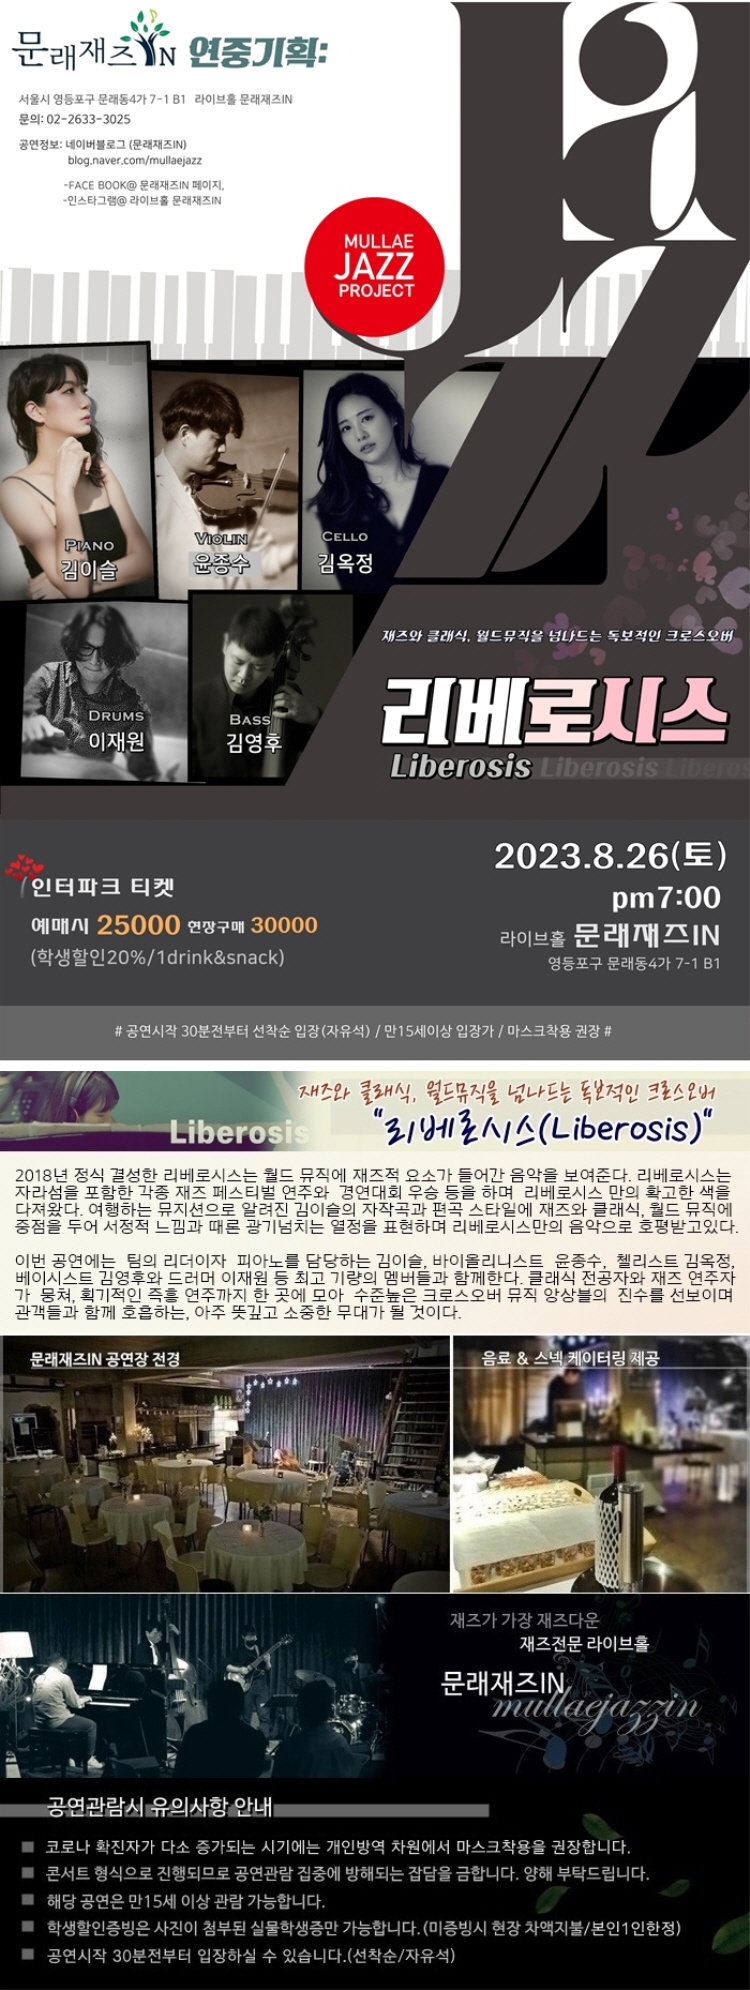 문래재즈IN 연중기획:
서울시 영등포구 문래동4가 7-1 B1 라이브홀 문래재즈IN
문의: 02-2633-3025
공연정보: 네이버블로그 (문래재즈IN)
blog.naver.com/mullaejazz
-FACE BOOK@ 문래재즈IN 페이지,
-인스타그램@ 라이브홀 문래재즈IN
Jazz
MULLAE
JAZZ
PROJECT
PIANO
김이슬
VIOLIN
윤종수
CELLO
김옥정
DRUMS
이재원
BASS
김영후
재즈와 클래식, 월드뮤직을 넘나드는 독보적인 크로스오버
리베로시스
Liberosis Liberosis Liberos
인터파크 티켓
예매시 25000 현장구매 30000
(학생할인20%/1drink&snack)
2023.8.26(토)
pm7:00
라이브홀 문래재즈IN
영등포구 문래동4가 7-1 B1
# 공연시작 30분전부터 선착순 입장(자유석) / 만15세이상 입장가 / 마스크착용 권장 #
재즈와 클래식, 월드뮤직을 넘나드는 독보적인 크로스오버
Liberosis
"리베로시스(Liberosis)"
2018년 정식 결성한 리베로시스는 월드 뮤직에 재즈적 요소가 들어간 음악을 보여준다. 리베로시스는
자라섬을 포함한 각종 재즈 페스티벌 연주와 경연대회 우승 등을 하며 리베로시스 만의 확고한 색을
다져왔다. 여행하는 뮤지션으로 알려진 김이슬의 자작곡과 편곡 스타일에 재즈와 클래식, 월드 뮤직에
중점을 두어 서정적 느낌과 때론 광기넘치는 열정을 표현하며 리베로시스만의 음악으로 호평받고있다.
이번 공연에는 팀의 리더이자 피아노를 담당하는 김이슬, 바이올리니스트 윤종수, 첼리스트 김옥정,
베이시스트 김영후와 드러머 이재원 등 최고 기량의 멤버들과 함께한다. 클래식 전공자와 재즈 연주자
가 뭉쳐, 획기적인 즉흥 연주까지 한 곳에 모아 수준높은 크로스오버 뮤직 앙상블의 진수를 선보이며
관객들과 함께 호흡하는, 아주 뜻깊고 소중한 무대가 될 것이다.
문래재즈IN 공연장 전경
음료 & 스넥 케이터링 제공
재즈가 가장 재즈다운
재즈전문 라이브홀
문래재즈IN
mullaejazzin
공연관람시 유의사항 안내
코로나 확진자가 다소 증가되는 시기에는 개인방역 차원에서 마스크착용을 권장합니다.
콘서트 형식으로 진행되므로 공연관람 집중에 방해되는 잡담을 금합니다. 양해 부탁드립니다.
해당 공연은 만15세 이상 관람 가능합니다.
학생할인증빙은 사진이 첨부된 실물학생증만 가능합니다.(미증빙시 현장 차액지불/본인1인한정)
공연시작 30분전부터 입장하실 수 있습니다.(선착순/자유석)